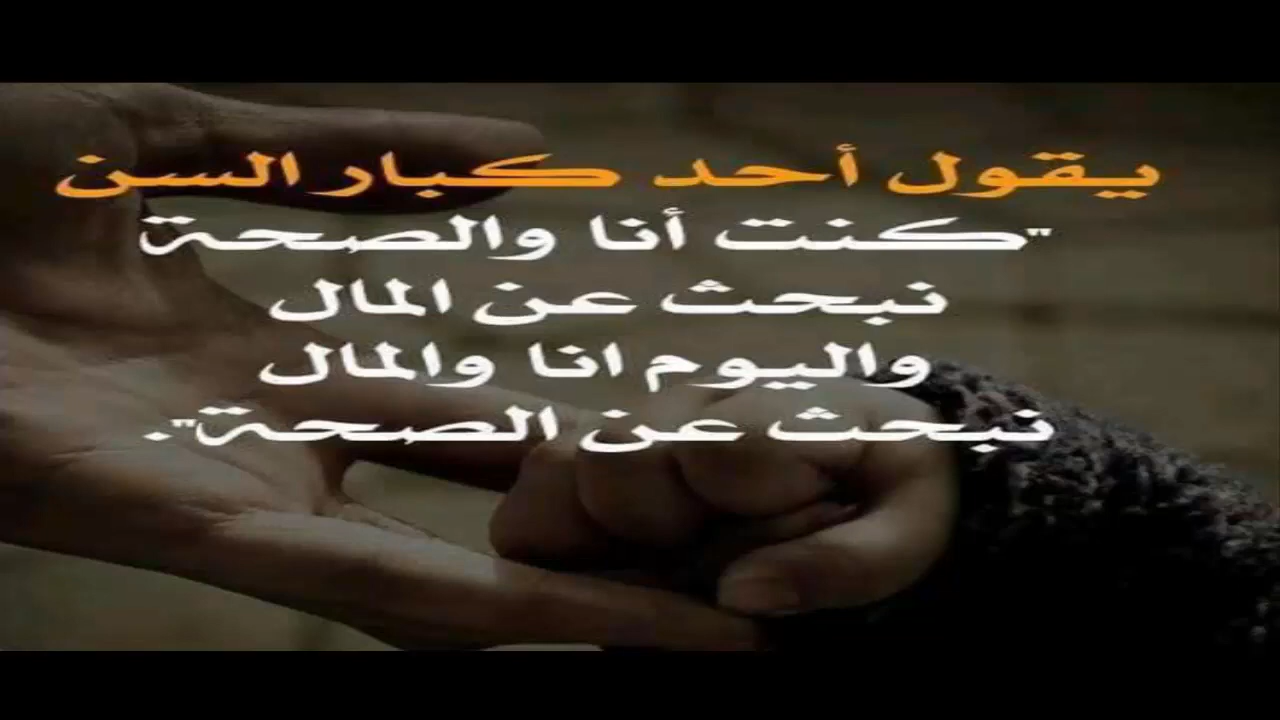 يقول أحد كبار السن
"كنت أنا والصحة
نبحث عن المال
واليوم انا والمال
نبحث عن الصحة".